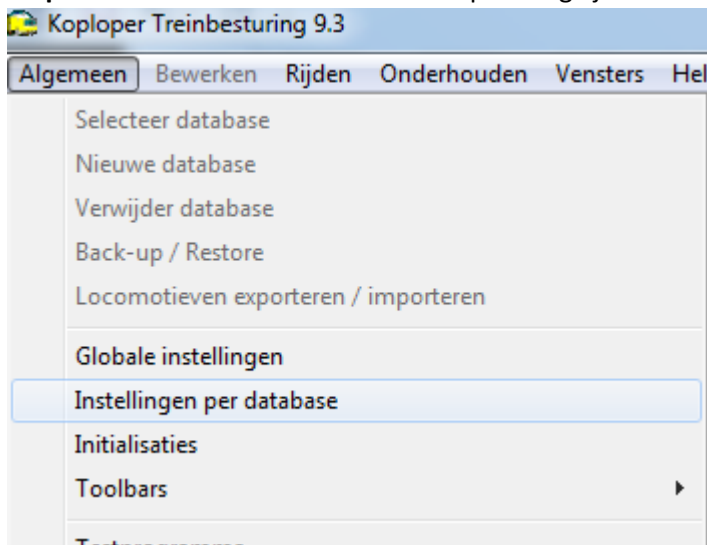 Koploper Treinbesturing 9.3
Algemeen Bewerken Rijden Onderhouden Vensters Hel
Selecteer database
Nieuwe database
Verwijder database
Back-up / Restore
Locomotieven exporteren / importeren
Globale instellingen
Instellingen per database
Initialisaties
Toolbars